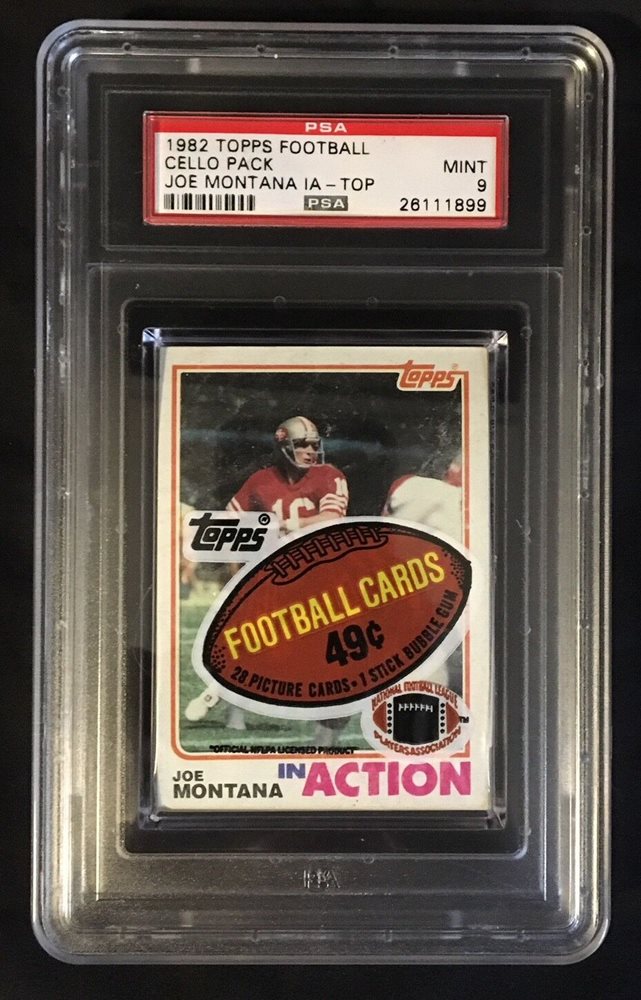 PSA
1982 TOPPS FOOTBALL
CELLO PACK MINT
JOE MONTANA IA - TOP 9
PSA 26111899
Topps
16
Topps®
FOOTBALL CARDS
49¢
28 PICTURE CARDS • 1 STICK BUBBLE GUM
NATIONAL FOOTBALL LEAGUE
PLAYERS ASSOCIATION™
"OFFICIAL NFLPA LICENSED PRODUCT"
JOE
MONTANA
IN ACTION
PSA